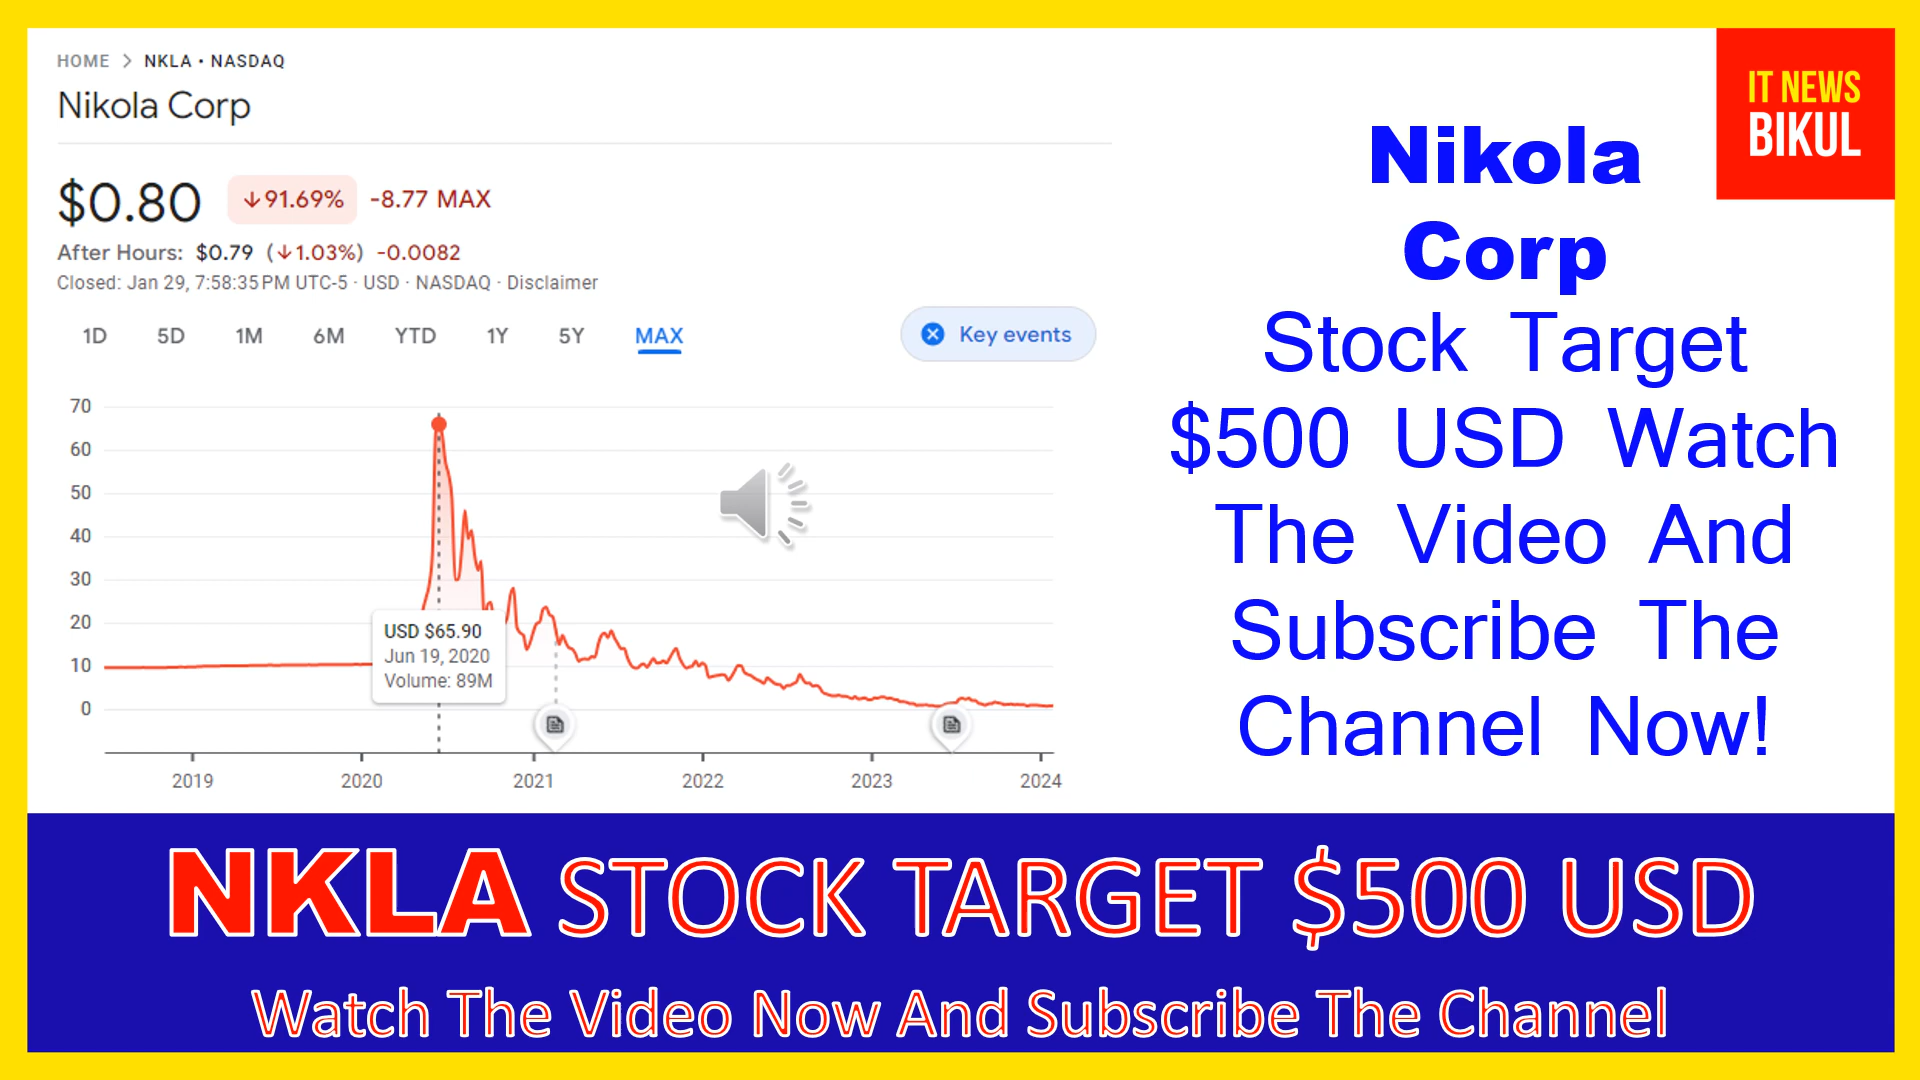 HOME > NKLA • NASDAQ
Nikola Corp
$0.80 ↓91.69% -8.77 MAX
After Hours: $0.79 (↓1.03%) -0.0082
Closed: Jan 29, 7:58:35 PM UTC-5 · USD · NASDAQ · Disclaimer
1D 5D 1M 6M YTD 1Y 5Y MAX
Key events
70
60
50
40
30
20
10
0
USD $65.90
Jun 19, 2020
Volume: 89M
2019 2020 2021 2022 2023 2024
IT NEWS
BIKUL
Nikola
Corp
Stock Target
$500 USD Watch
The Video And
Subscribe The
Channel Now!
NKLA STOCK TARGET $500 USD
Watch The Video Now And Subscribe The Channel